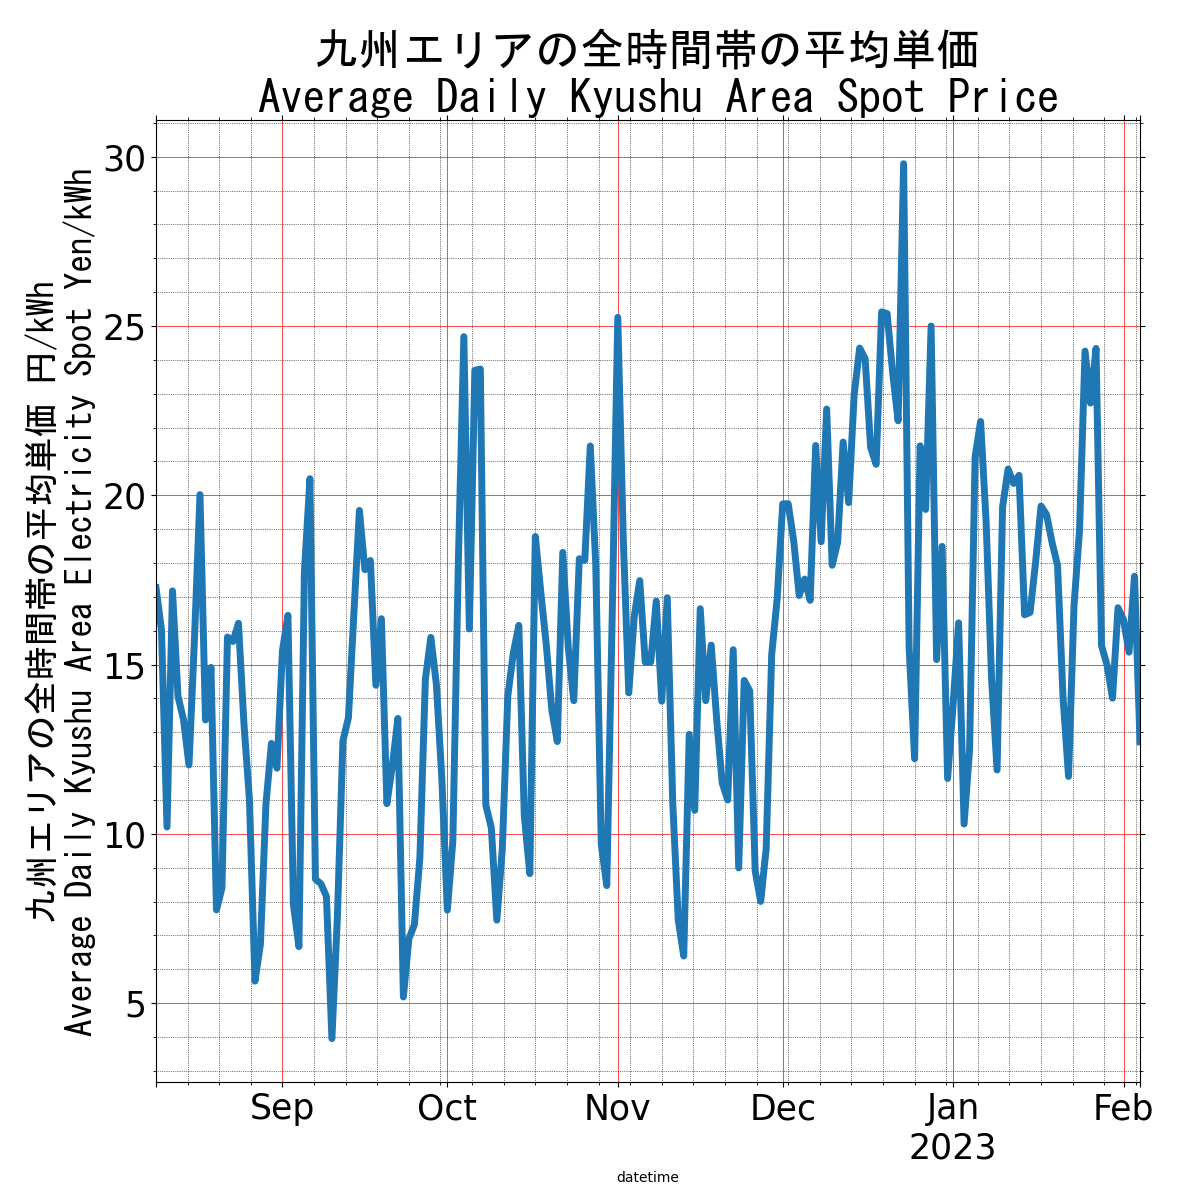 九州エリアの全時間帯の平均単価
Average Daily Kyushu Area Spot Price
九州エリアの全時間帯の平均単価 円/kWh
Average Daily Kyushu Area Electricity Spot Yen/kWh
30
25
20
15
10
5
Sep
Oct
Nov
Dec
Jan
2023
Feb
datetime